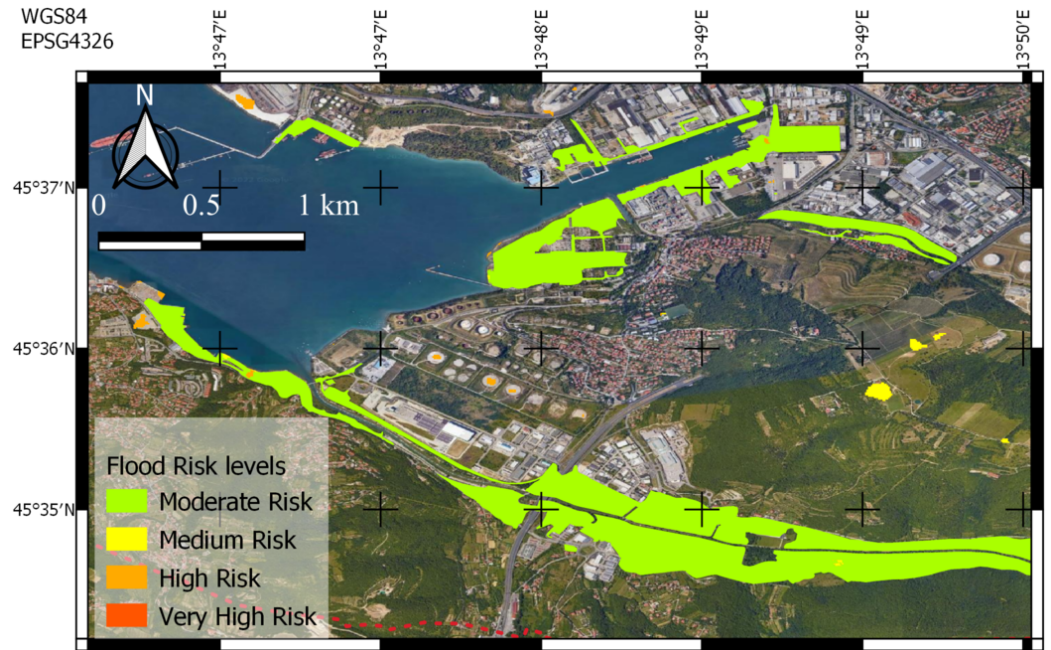 WGS84
EPSG4326
13°47'E
13°47'E
13°48'E
13°49'E
13°49'E
13°50'E
N
45°37'N
0 0.5 1 km
45°36'N
45°35'N
Flood Risk levels
Moderate Risk
Medium Risk
High Risk
Very High Risk